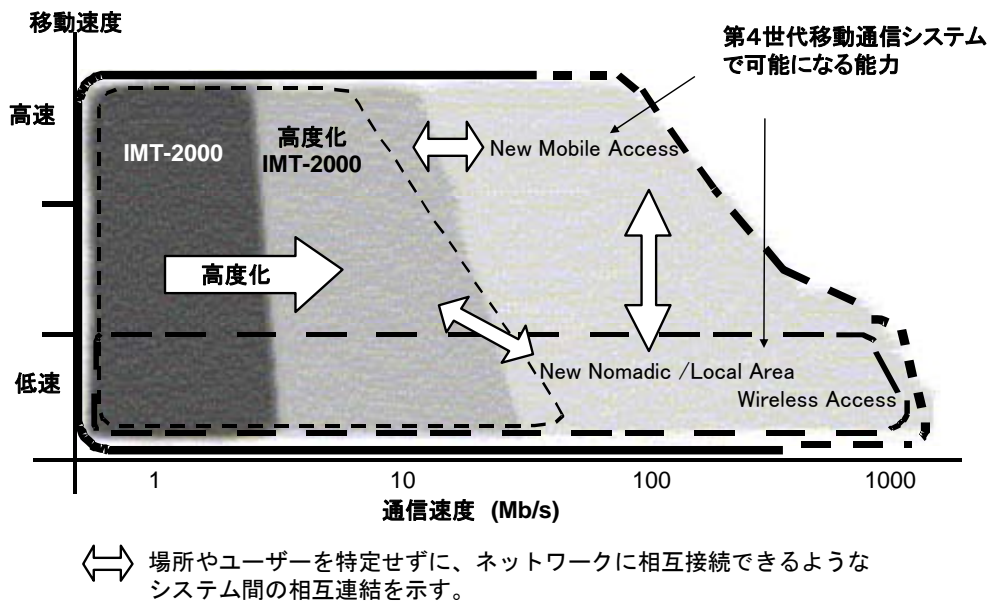 移動速度
第4世代移動通信システム
で可能になる能力
高速
IMT-2000
高度化
IMT-2000
New Mobile Access
高度化
低速
New Nomadic /Local Area
Wireless Access
1 10 100 1000
通信速度 (Mb/s)
場所やユーザーを特定せずに、ネットワークに相互接続できるような
システム間の相互連結を示す。